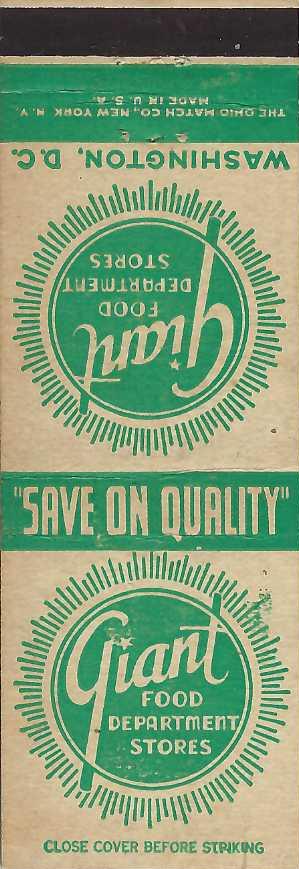 THE OHIO MATCH CO., NEW YORK N. Y.
MADE IN U. S. A.
WASHINGTON, D.C.
Giant
FOOD
DEPARTMENT
STORES
"SAVE ON QUALITY"
Giant
FOOD
DEPARTMENT
STORES
CLOSE COVER BEFORE STRIKING